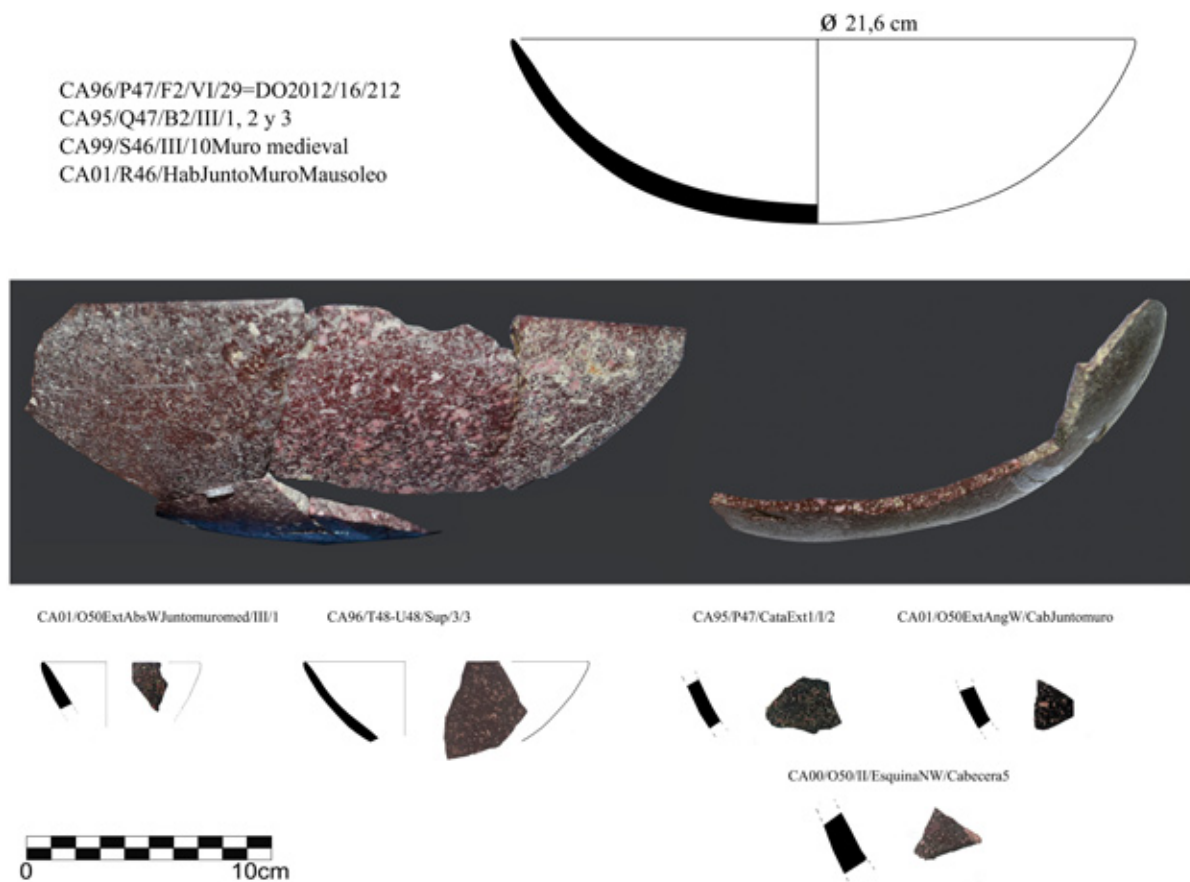 Ø 21,6 cm
CA96/P47/F2/VI/29=DO2012/16/212
CA95/Q47/B2/III/1, 2 y 3
CA99/S46/III/10Muro medieval
CA01/R46/HabJuntoMuroMausoleo
CA01/O50ExtAbsWJuntomuromed/III/1
CA96/T48-U48/Sup/3/3
CA95/P47/CataExt1/I/2
CA01/O50ExtAngW/CabJuntomuro
CA00/O50/II/EsquinaNW/Cabecera5
0
10cm